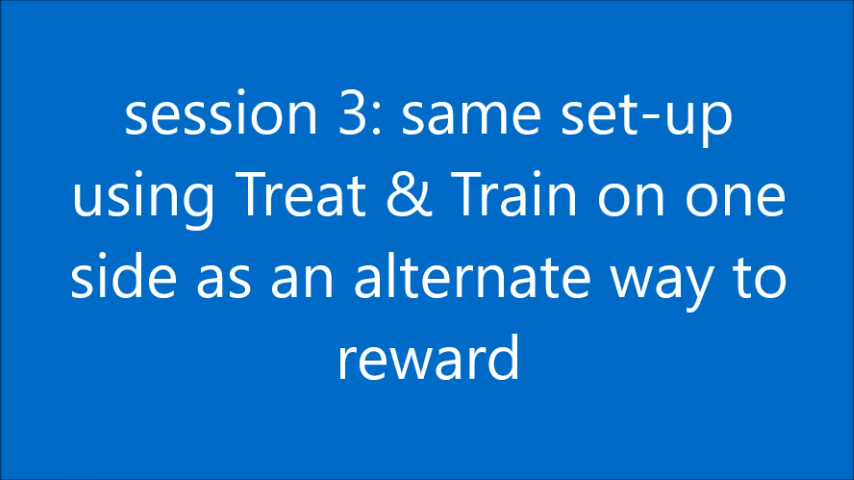 session 3: same set-up
using Treat & Train on one
side as an alternate way to
reward